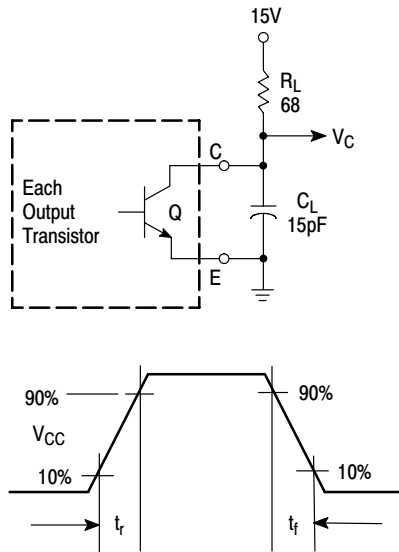 15V
R_L
68
V_C
C
Each
Output
Transistor
Q
C_L
15pF
E
90%
90%
V_CC
10%
10%
t_r
t_f